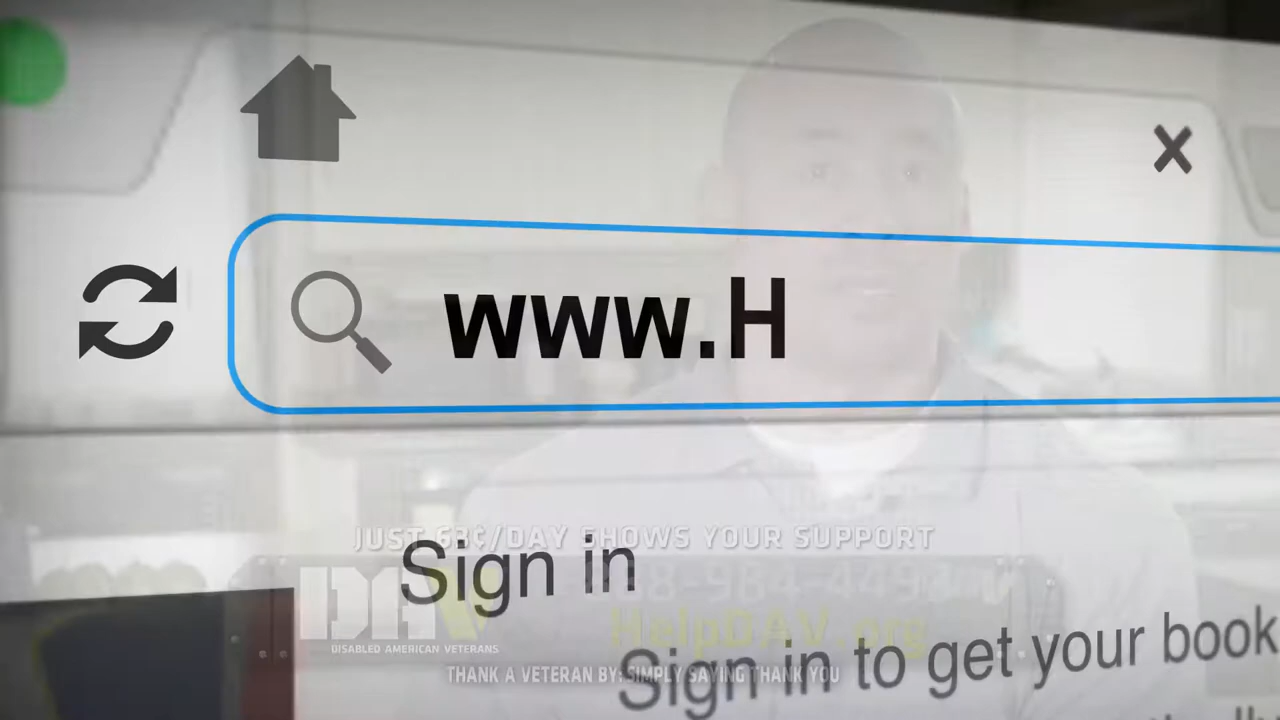 www.H
JUST 63¢/DAY SHOWS YOUR SUPPORT
Sign in
DAV
HelpDAV.org
DISABLED AMERICAN VETERANS
Sign in to get your book
THANK A VETERAN BY: SIMPLY SAYING THANK YOU